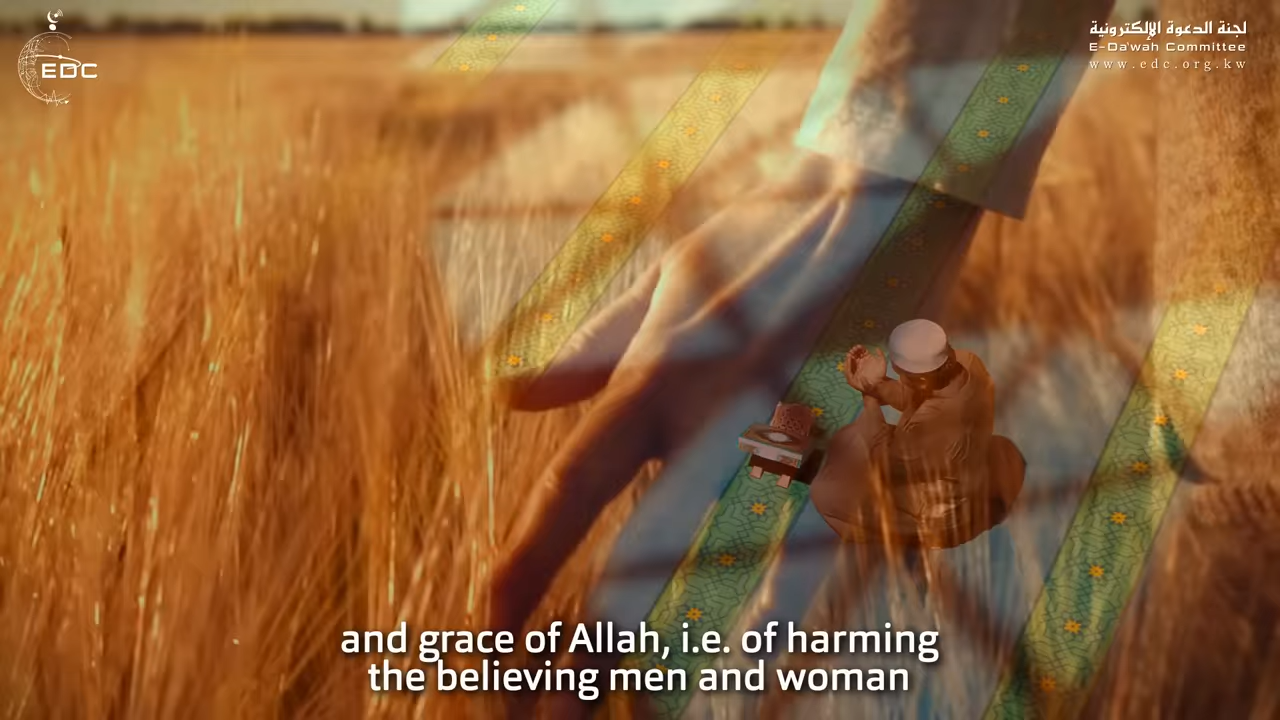 EDC
لجنة الدعوة الإلكترونية
E-Da'wah Committee
www.edc.org.kw
and grace of Allah, i.e. of harming
the believing men and woman